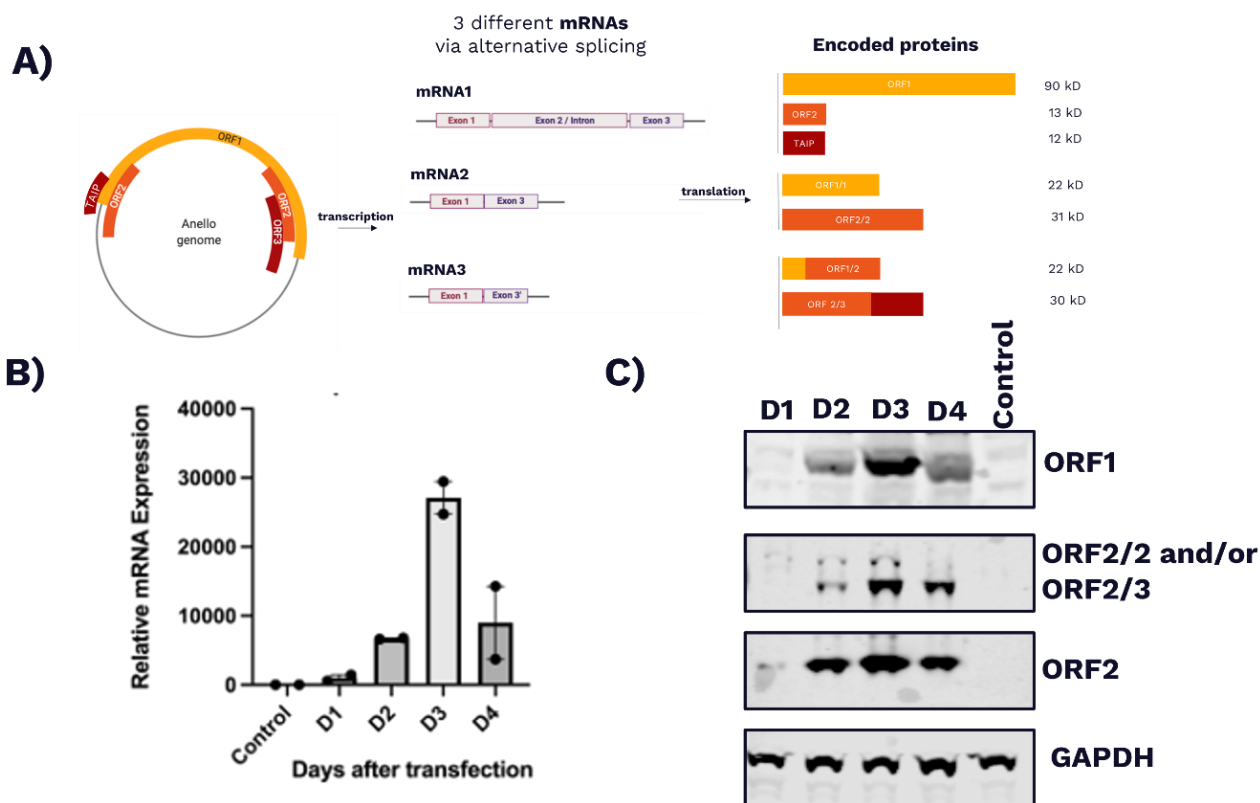 A)
3 different mRNAs
via alternative splicing
Encoded proteins
mRNA1
Exon 1
Exon 2 / Intron
Exon 3
ORF1
90 kD
ORF2
13 kD
TAIP
12 kD
ORF1
TAIP
ORF2
ORF2
ORF3
Anello
genome
transcription
mRNA2
Exon 1
Exon 3
translation
ORF1/1
22 kD
ORF2/2
31 kD
mRNA3
Exon 1
Exon 3'
ORF1/2
22 kD
ORF 2/3
30 kD
B)
Relative mRNA Expression
40000
30000
20000
10000
0
Control
D1
D2
D3
D4
Days after transfection
C)
D1
D2
D3
D4
Control
ORF1
ORF2/2 and/or
ORF2/3
ORF2
GAPDH